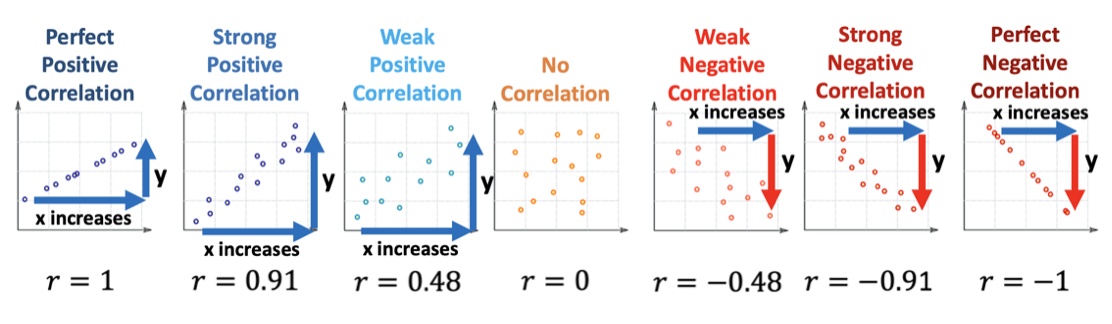 Perfect
Positive
Correlation
x increases
y
r = 1
Strong
Positive
Correlation
y
x increases
r = 0.91
Weak
Positive
Correlation
y
x increases
r = 0.48
No
Correlation
r = 0
Weak
Negative
Correlation
x increases
y
r = −0.48
Strong
Negative
Correlation
x increases
y
r = −0.91
Perfect
Negative
Correlation
x increases
y
r = −1